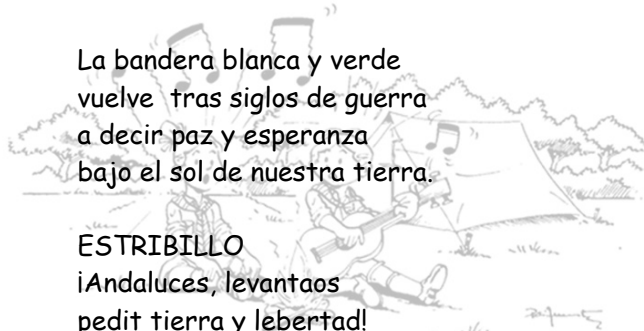 La bandera blanca y verde
vuelve tras siglos de guerra
a decir paz y esperanza
bajo el sol de nuestra tierra.
ESTRIBILLO
¡Andaluces, levantaos
pedit tierra y lebertad!